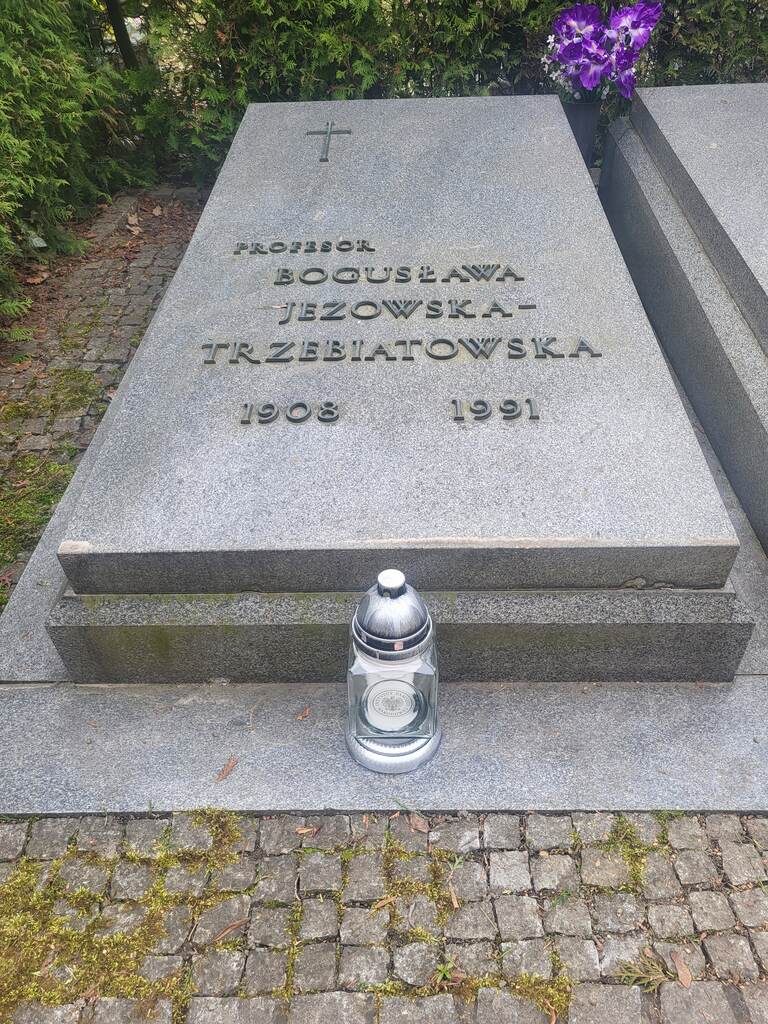 PROFESOR
BOGUSŁAWA
JEZOWSKA-
TRZEBIATOWSKA
1908 1991